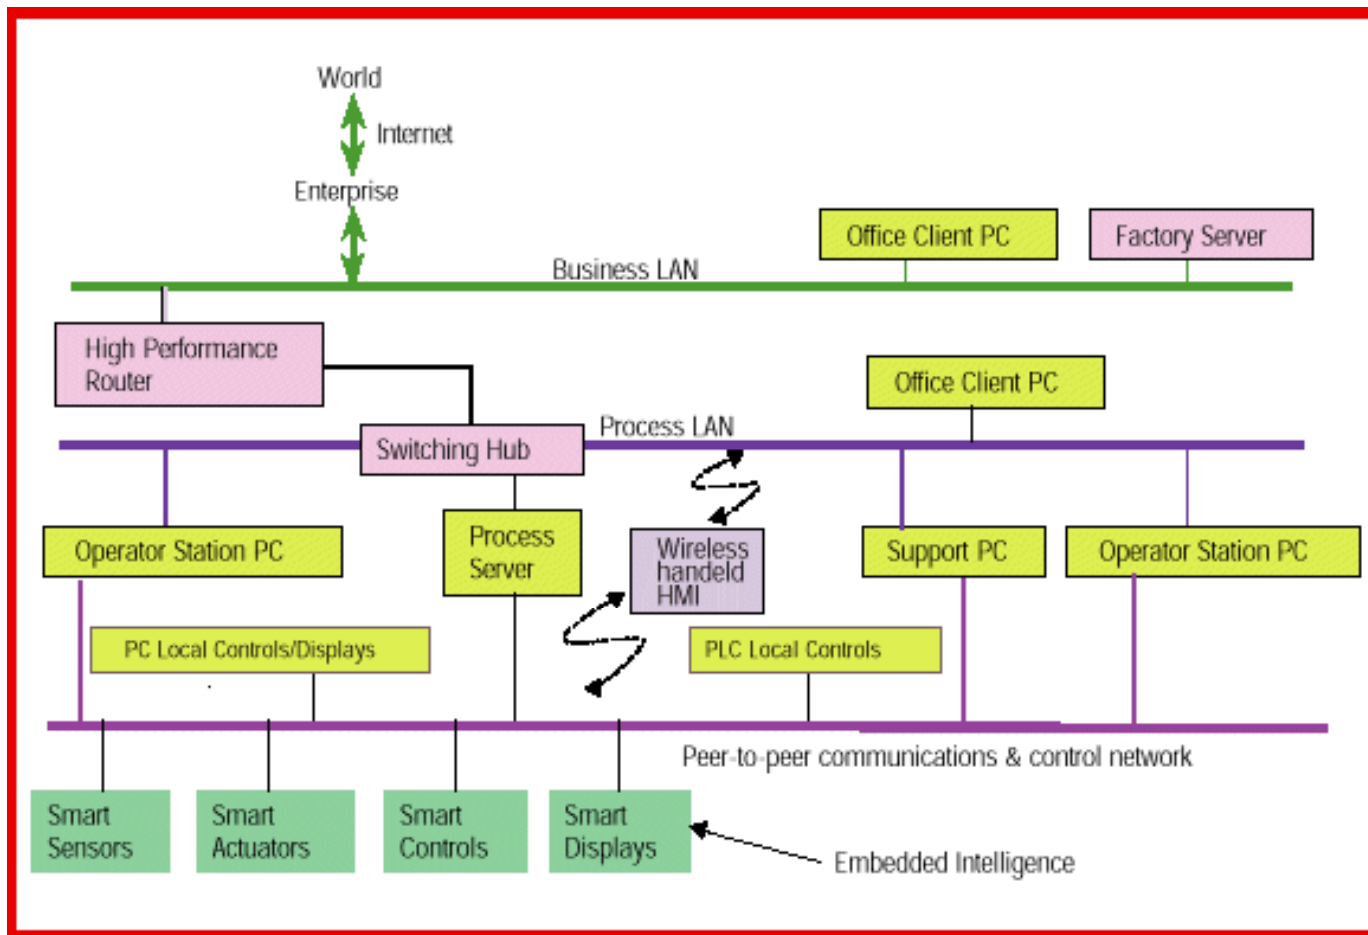 World
Internet
Enterprise
Office Client PC
Factory Server
Business LAN
High Performance
Router
Office Client PC
Process LAN
Switching Hub
Operator Station PC
Process
Server
Wireless
handeld
HMI
Support PC
Operator Station PC
PC Local Controls/Displays
PLC Local Controls
Peer-to-peer communications & control network
Smart
Sensors
Smart
Actuators
Smart
Controls
Smart
Displays
Embedded Intelligence